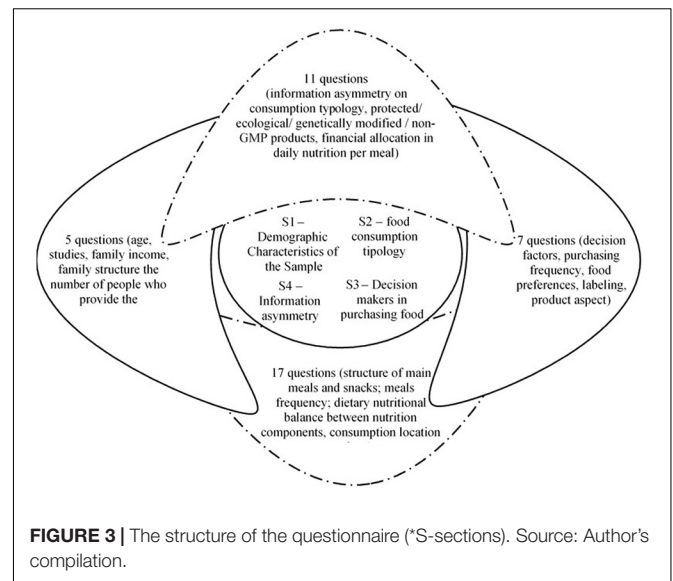 11 questions
(information asymmetry on
consumption typology, protected/
ecological/ genetically modified / non-
GMP products, financial allocation in
daily nutrition per meal)
5 questions (age,
studies, family income,
family structure the
number of people who
provide the
S1 –
Demographic
Characteristics of
the Sample
S2 – food
consumption
tipology
S4 –
Information
asymmetry
S3 – Decision
makers in
purchasing food
7 questions (decision
factors, purchasing
frequency, food
preferences, labeling,
product aspect)
17 questions (structure of main
meals and snacks; meals
frequency; dietary nutritional
balance between nutrition
components, consumption location
FIGURE 3 | The structure of the questionnaire (*S-sections). Source: Author's
compilation.